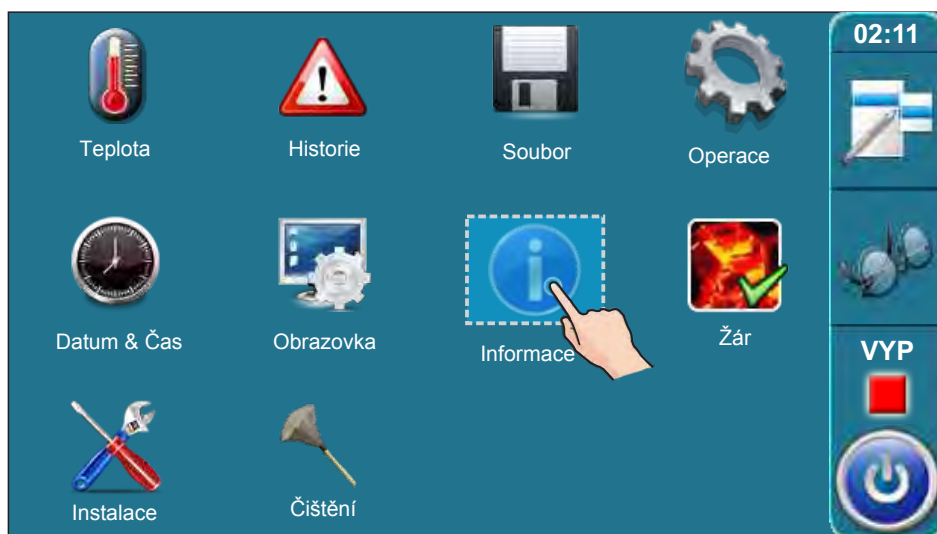 02:11
Teplota
Historie
Soubor
Operace
Datum & Čas
Obrazovka
Informace
Žár
VYP
Instalace
Čištění